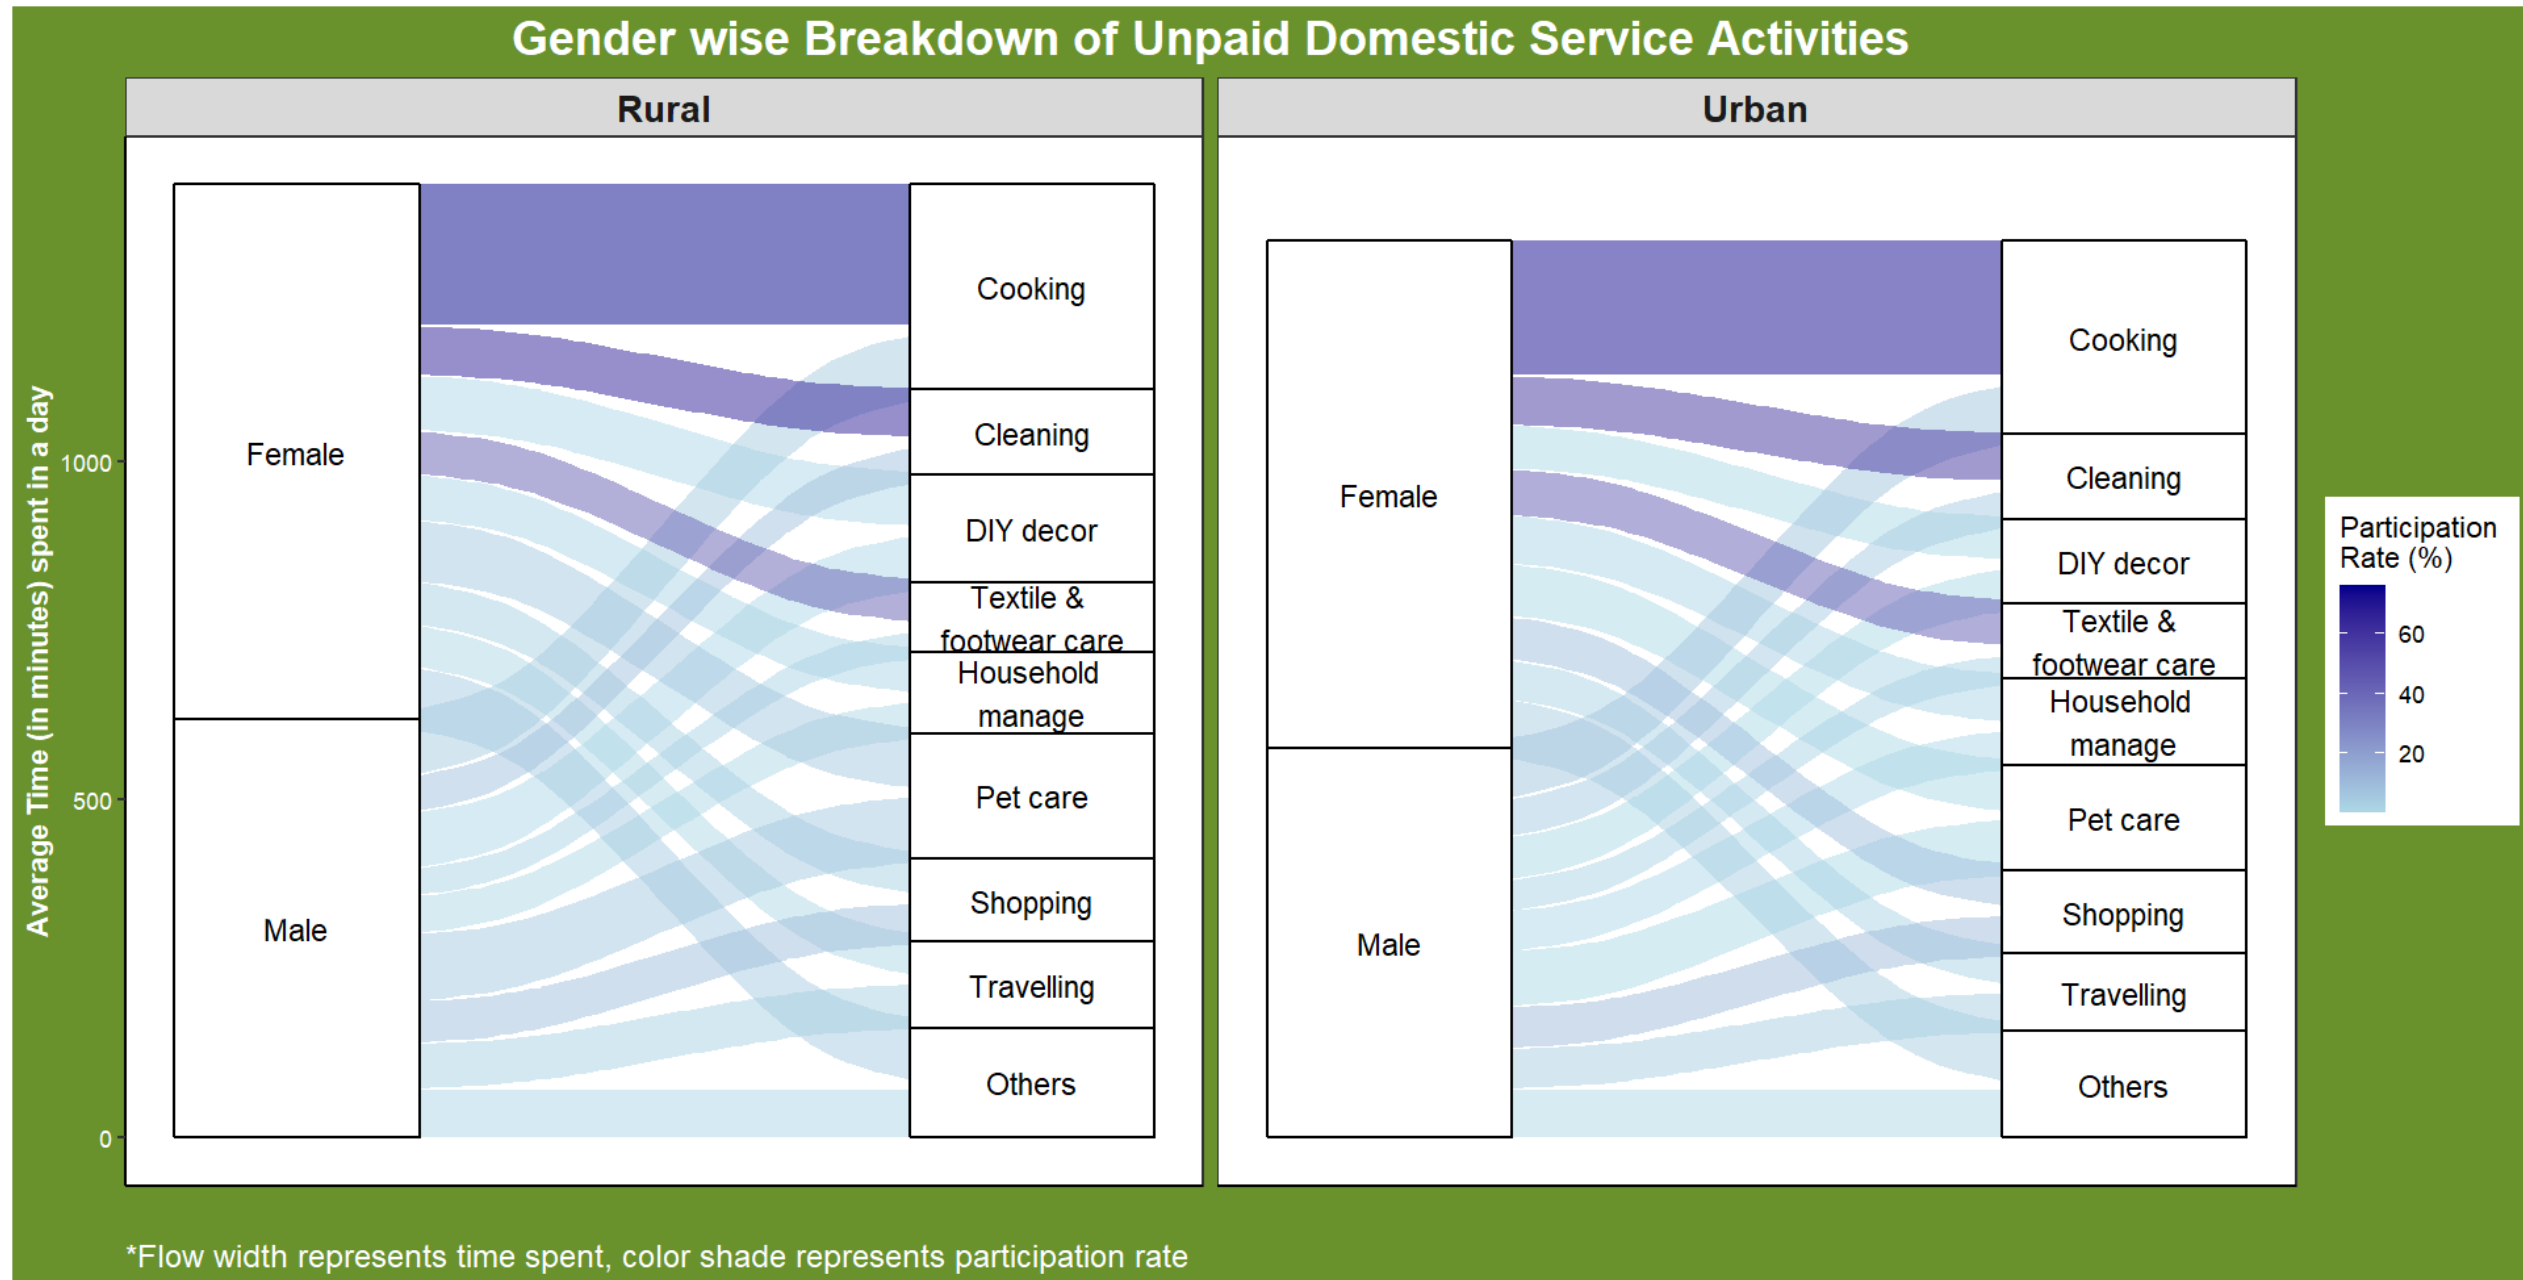 Gender wise Breakdown of Unpaid Domestic Service Activities
Rural
Urban
Average Time (in minutes) spent in a day
1000
500
0
Female
Male
Cooking
Cleaning
DIY decor
Textile &
footwear care
Household
manage
Pet care
Shopping
Travelling
Others
Female
Male
Cooking
Cleaning
DIY decor
Textile &
footwear care
Household
manage
Pet care
Shopping
Travelling
Others
Participation
Rate (%)
60
40
20
*Flow width represents time spent, color shade represents participation rate